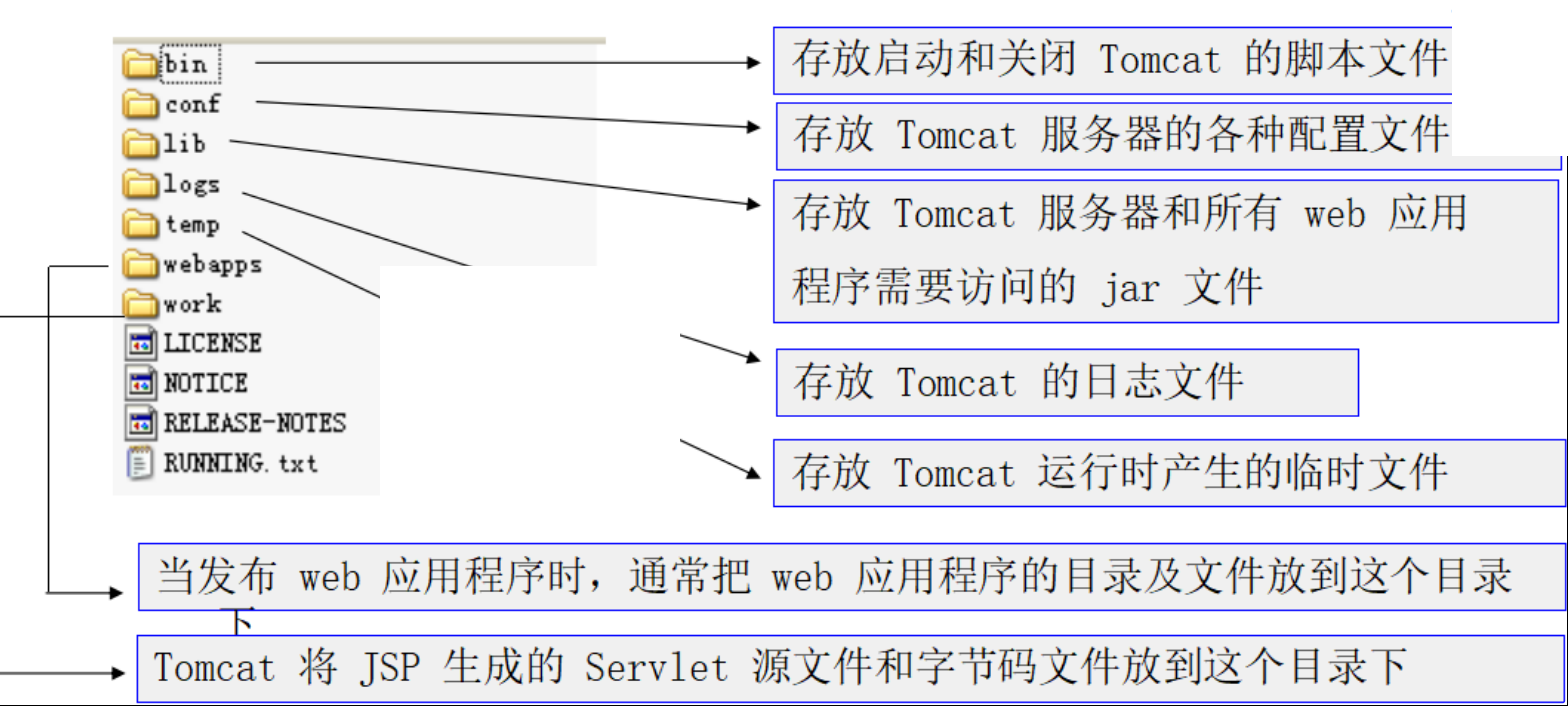 bin
conf
lib
logs
temp
webapps
work
LICENSE
NOTICE
RELEASE-NOTES
RUNNING.txt
存放启动和关闭 Tomcat 的脚本文件
存放 Tomcat 服务器的各种配置文件
存放 Tomcat 服务器和所有 web 应用
程序需要访问的 jar 文件
存放 Tomcat 的日志文件
存放 Tomcat 运行时产生的临时文件
当发布 web 应用程序时，通常把 web 应用程序的目录及文件放到这个目录
下
Tomcat 将 JSP 生成的 Servlet 源文件和字节码文件放到这个目录下